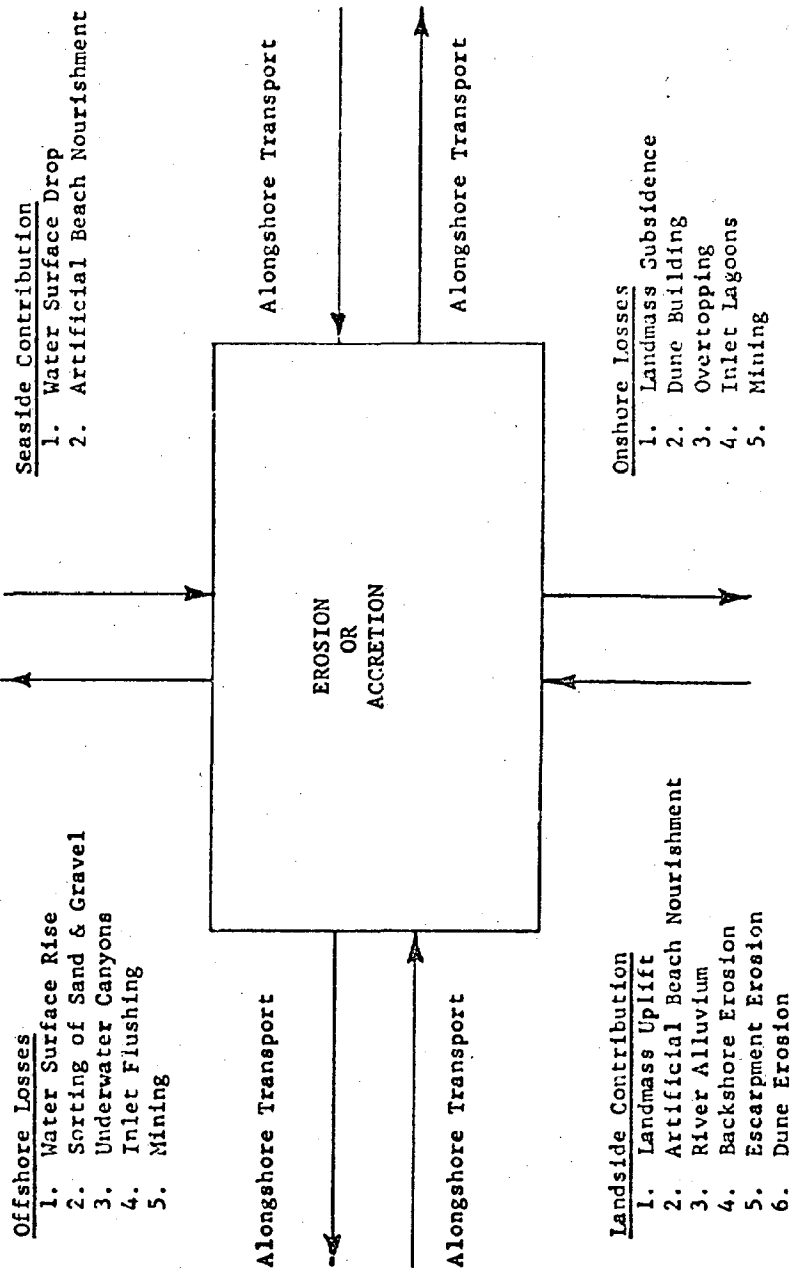 Offshore Losses
1. Water Surface Rise
2. Sorting of Sand & Gravel
3. Underwater Canyons
4. Inlet Flushing
5. Mining
Seaside Contribution
1. Water Surface Drop
2. Artificial Beach Nourishment
Alongshore Transport
Alongshore Transport
EROSION
OR
ACCRETION
Alongshore Transport
Alongshore Transport
Landside Contribution
1. Landmass Uplift
2. Artificial Beach Nourishment
3. River Alluvium
4. Backshore Erosion
5. Escarpment Erosion
6. Dune Erosion
Onshore Losses
1. Landmass Subsidence
2. Dune Building
3. Overtopping
4. Inlet Lagoons
5. Mining